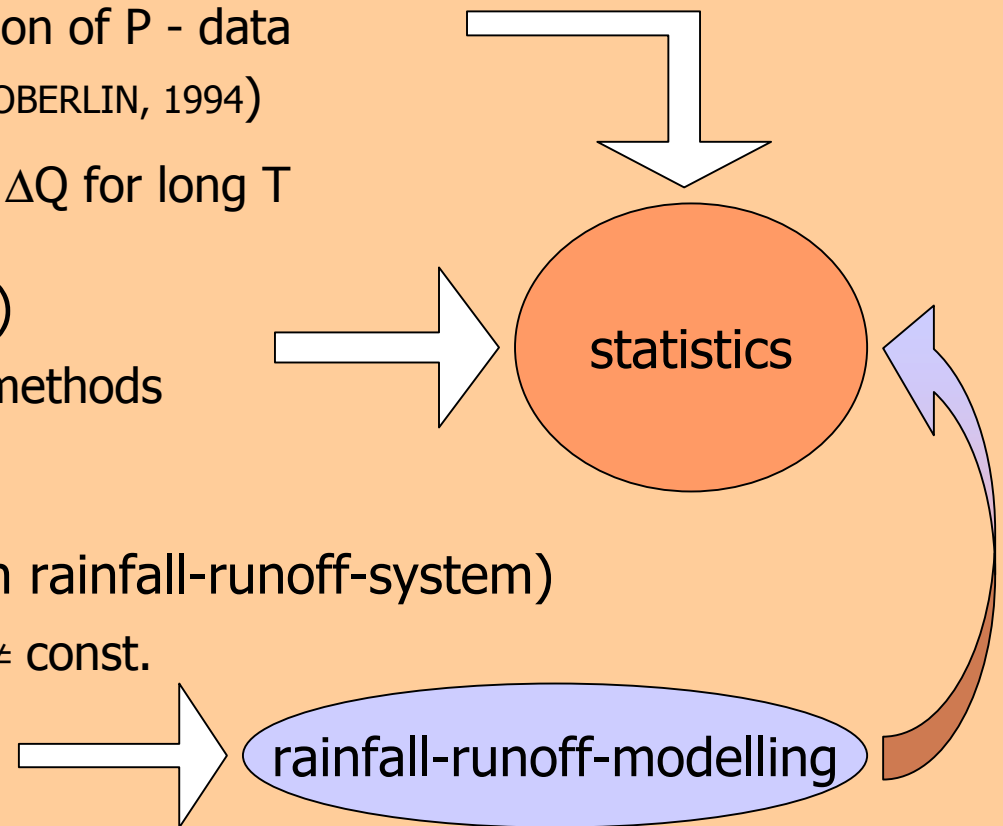 on of P - data
OBERLIN, 1994)
ΔQ for long T
)
methods
statistics
rainfall-runoff-system)
≠ const.
rainfall-runoff-modelling